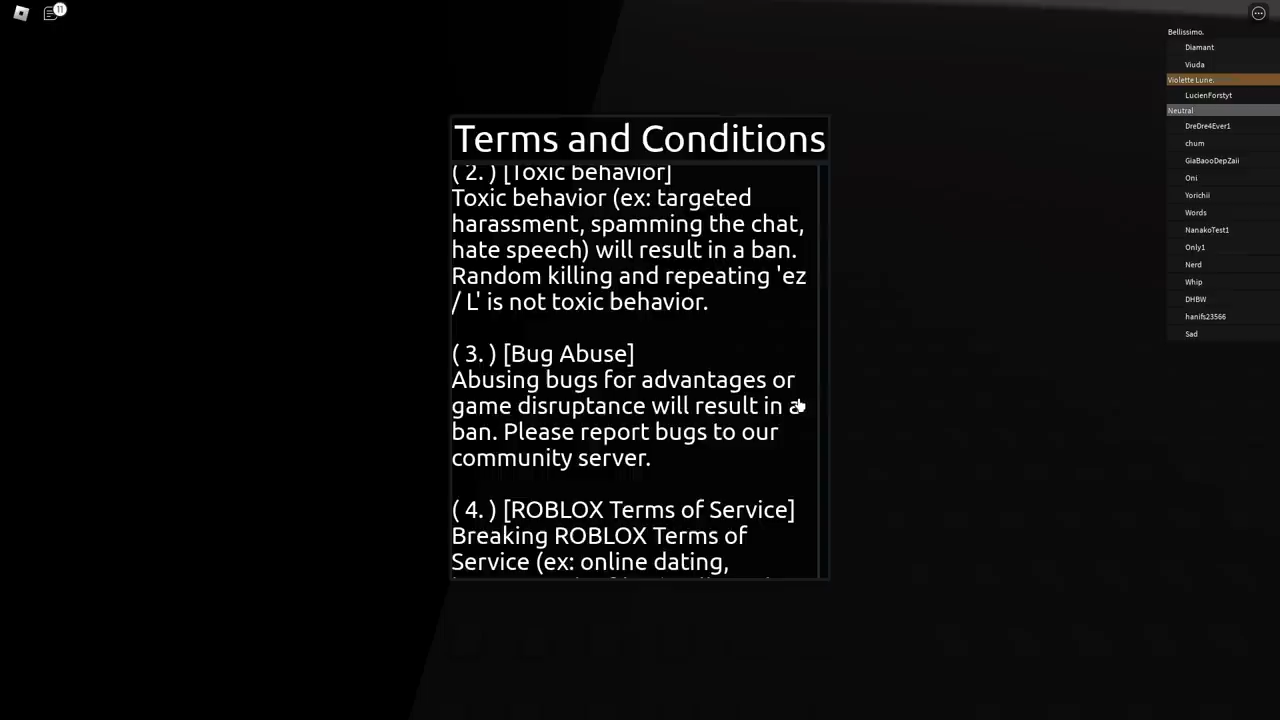 11
Terms and Conditions
( 2. ) [Toxic behavior]
Toxic behavior (ex: targeted
harassment, spamming the chat,
hate speech) will result in a ban.
Random killing and repeating 'ez
/ L' is not toxic behavior.
( 3. ) [Bug Abuse]
Abusing bugs for advantages or
game disruptance will result in a
ban. Please report bugs to our
community server.
( 4. ) [ROBLOX Terms of Service]
Breaking ROBLOX Terms of
Service (ex: online dating,
Bellissimo.
Diamant
Viuda
Violette Lune.
LucienForstyt
Neutral
DreDre4Ever1
chum
GiaBaooDepZaii
Oni
Yorichii
Words
NanakoTest1
Only1
Nerd
Whip
DHBW
hanifs23566
Sad